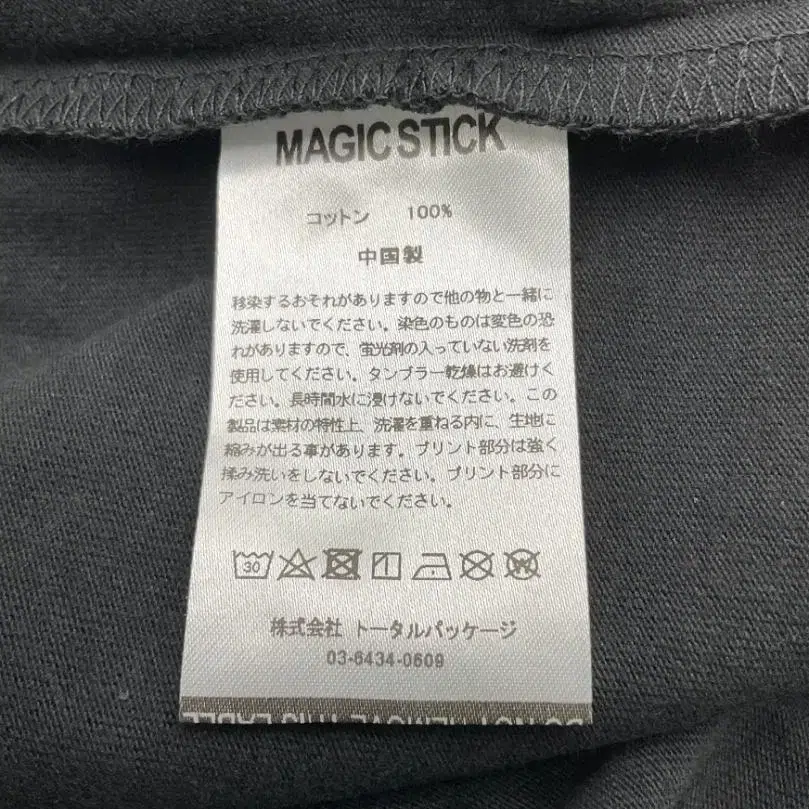 MAGIC STICK
コットン 100%
中国製
移染するおそれがありますので他の物と一緒に
洗濯しないでください。染色のものは変色の恐
れがありますので、蛍光剤の入っていない洗剤を
使用してください。タンブラー乾燥はお避けく
ださい。長時間水に浸けないでください。この
製品は素材の特性上、洗濯を重ねる内に、生地に
縮みが出る事があります。プリント部分は強く
揉み洗いをしないでください。プリント部分に
アイロンを当てないでください。
30 W
株式会社 トータルパッケージ
03-6434-0609
DO NOT REMOVE THIS LABEL